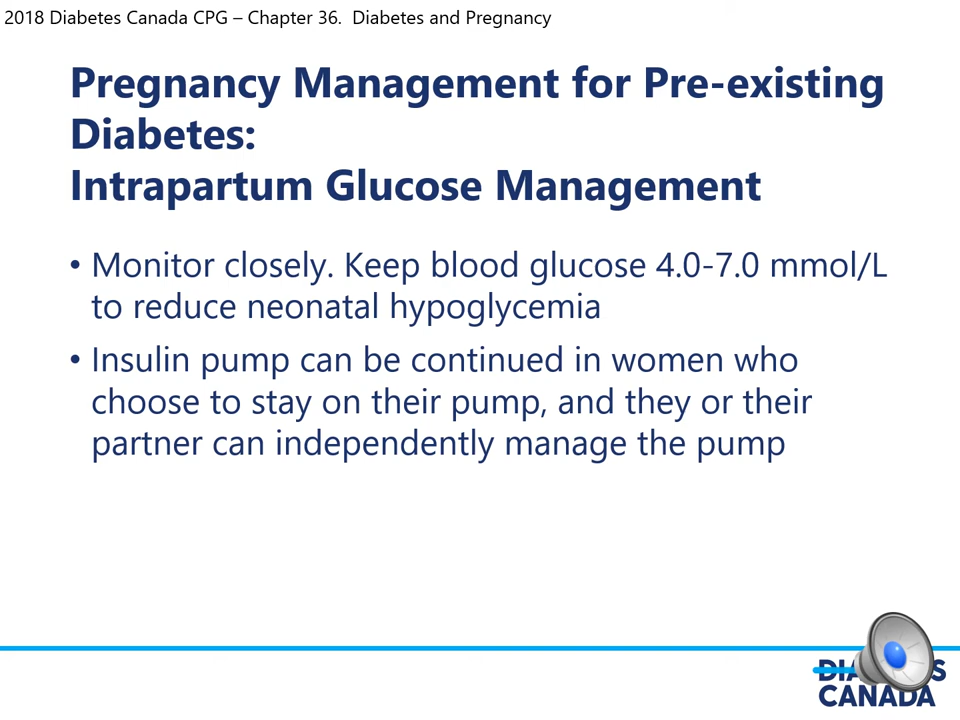 2018 Diabetes Canada CPG – Chapter 36. Diabetes and Pregnancy
Pregnancy Management for Pre-existing
Diabetes:
Intrapartum Glucose Management
• Monitor closely. Keep blood glucose 4.0-7.0 mmol/L
to reduce neonatal hypoglycemia
• Insulin pump can be continued in women who
choose to stay on their pump, and they or their
partner can independently manage the pump
CANADA